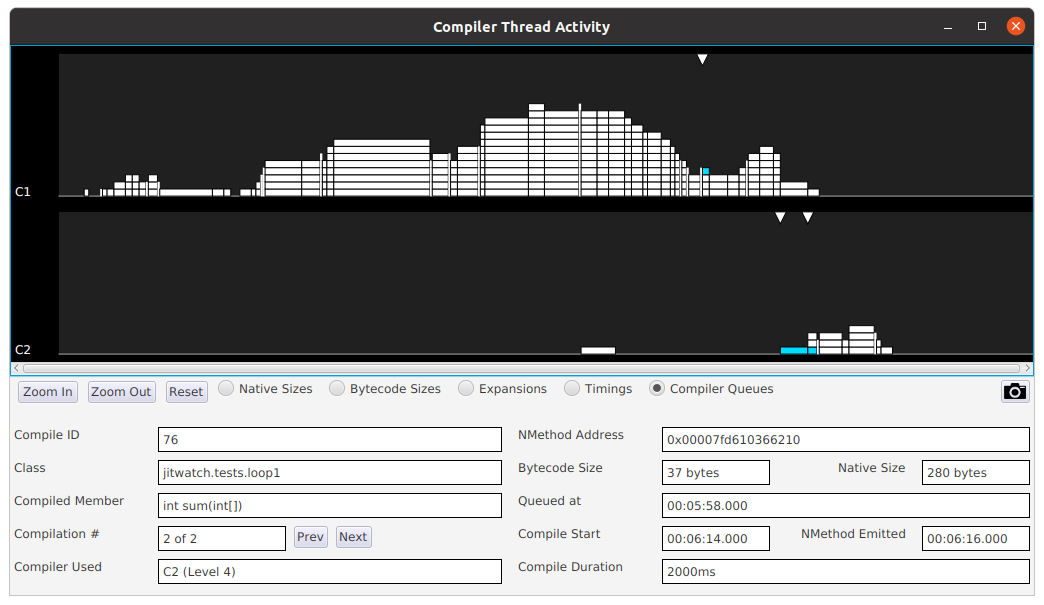 Compiler Thread Activity
C1
C2
Zoom In Zoom Out Reset Native Sizes Bytecode Sizes Expansions Timings Compiler Queues
Compile ID 76 NMethod Address 0x00007fd610366210
Class jitwatch.tests.loop1 Bytecode Size 37 bytes Native Size 280 bytes
Compiled Member int sum(int[]) Queued at 00:05:58.000
Compilation # 2 of 2 Prev Next Compile Start 00:06:14.000 NMethod Emitted 00:06:16.000
Compiler Used C2 (Level 4) Compile Duration 2000ms